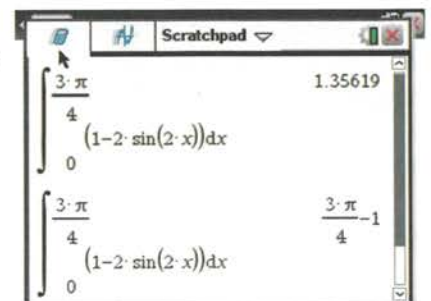 Scratchpad
3·π
4
∫ (1−2·sin(2·x))dx
0
1.35619
3·π
4
∫ (1−2·sin(2·x))dx
0
3·π
4 −1